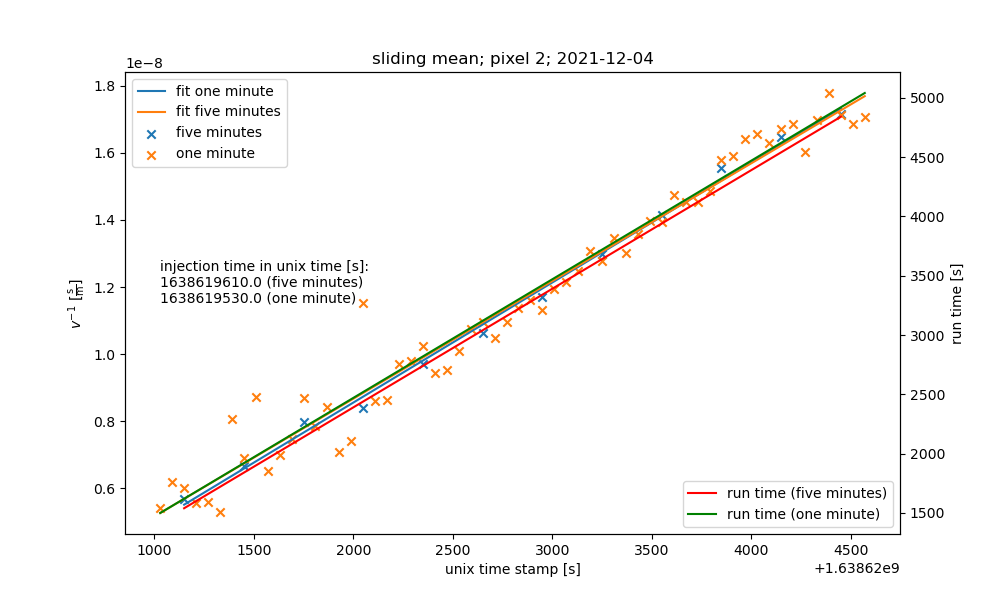 sliding mean; pixel 2; 2021-12-04
1e−8
fit one minute
fit five minutes
five minutes
one minute
injection time in unix time [s]:
1638619610.0 (five minutes)
1638619530.0 (one minute)
run time (five minutes)
run time (one minute)
1.8
1.6
1.4
1.2
1.0
0.8
0.6
v⁻¹ [s/m]
5000
4500
4000
3500
3000
2500
2000
1500
run time [s]
1000 1500 2000 2500 3000 3500 4000 4500
unix time stamp [s]
+1.63862e9